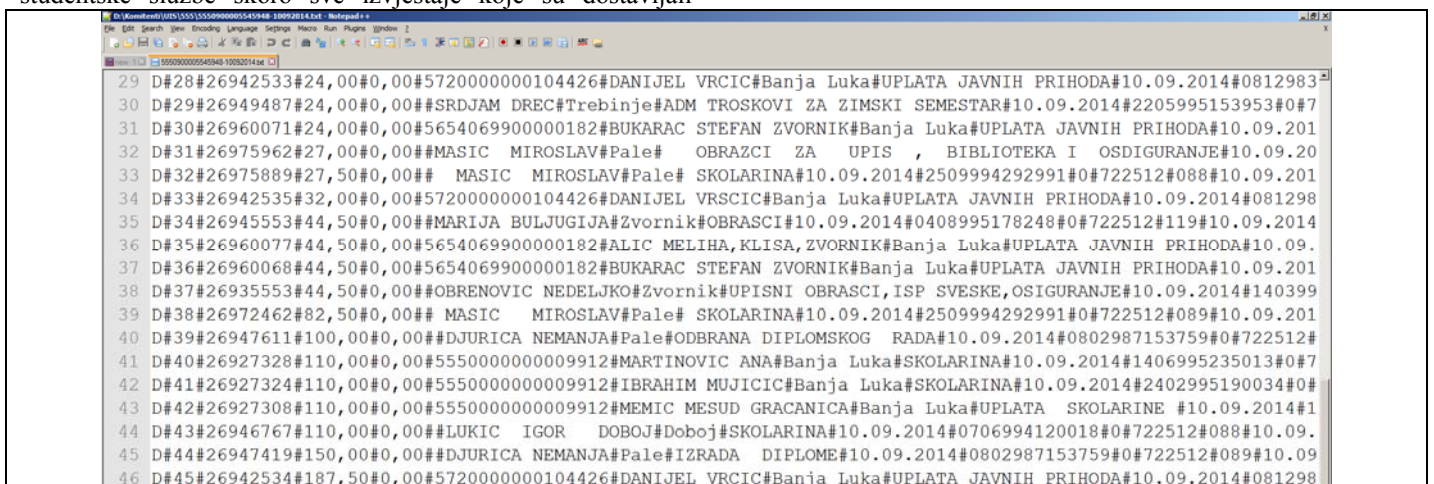 studentske službe skoro sve izvještaje koje su dostavljali
D:\Komitenti\UIS\555\5550900005545948-10092014.txt - Notepad++
File Edit Search View Encoding Language Settings Macro Run Plugins Window ?
X
new 1 5550900005545948-10092014.txt
29 D#28#26942533#24,00#0,00#57200000000104426#DANIJEL VRCIC#Banja Luka#UPLATA JAVNIH PRIHODA#10.09.2014#0812983
30 D#29#26949487#24,00#0,00##SRDJAM DREC#Trebinje#ADM TROSKOVI ZA ZIMSKI SEMESTAR#10.09.2014#2205995153953#0#7
31 D#30#26960071#24,00#0,00#5654069900000182#BUKARAC STEFAN ZVORNIK#Banja Luka#UPLATA JAVNIH PRIHODA#10.09.201
32 D#31#26975962#27,00#0,00##MASIC MIROSLAV#Pale# OBRAZCI ZA UPIS , BIBLIOTEKA I OSDIGURANJE#10.09.20
33 D#32#26975889#27,50#0,00## MASIC MIROSLAV#Pale# SKOLARINA#10.09.2014#2509994292991#0#722512#088#10.09.201
34 D#33#26942535#32,00#0,00#57200000000104426#DANIJEL VRSCIC#Banja Luka#UPLATA JAVNIH PRIHODA#10.09.2014#081298
35 D#34#26945553#44,50#0,00##MARIJA BULJUGIJA#Zvornik#OBRASCI#10.09.2014#0408995178248#0#722512#119#10.09.2014
36 D#35#26960077#44,50#0,00#5654069900000182#ALIC MELIHA,KLISA,ZVORNIK#Banja Luka#UPLATA JAVNIH PRIHODA#10.09.
37 D#36#26960068#44,50#0,00#5654069900000182#BUKARAC STEFAN ZVORNIK#Banja Luka#UPLATA JAVNIH PRIHODA#10.09.201
38 D#37#26935553#44,50#0,00##OBRENOVIC NEDELJKO#Zvornik#UPISNI OBRASCI,ISP SVESKE,OSIGURANJE#10.09.2014#140399
39 D#38#26972462#82,50#0,00## MASIC MIROSLAV#Pale# SKOLARINA#10.09.2014#2509994292991#0#722512#089#10.09.201
40 D#39#26947611#100,00#0,00##DJURICA NEMANJA#Pale#ODBRANA DIPLOMSKOG RADA#10.09.2014#0802987153759#0#722512#
41 D#40#26927328#110,00#0,00#5550000000009912#MARTINOVIC ANA#Banja Luka#SKOLARINA#10.09.2014#1406995235013#0#7
42 D#41#26927324#110,00#0,00#5550000000009912#IBRAHIM MUJICIC#Banja Luka#SKOLARINA#10.09.2014#2402995190034#0#
43 D#42#26927308#110,00#0,00#5550000000009912#MEMIC MESUD GRACANICA#Banja Luka#UPLATA SKOLARINE #10.09.2014#1
44 D#43#26946767#110,00#0,00##LUKIC IGOR DOBOJ#Doboj#SKOLARINA#10.09.2014#0706994120018#0#722512#088#10.09.
45 D#44#26947419#150,00#0,00##DJURICA NEMANJA#Pale#IZRADA DIPLOME#10.09.2014#0802987153759#0#722512#089#10.09
46 D#45#26942534#187,50#0,00#57200000000104426#DANIJEL VRCIC#Banja Luka#UPLATA JAVNIH PRIHODA#10.09.2014#081298